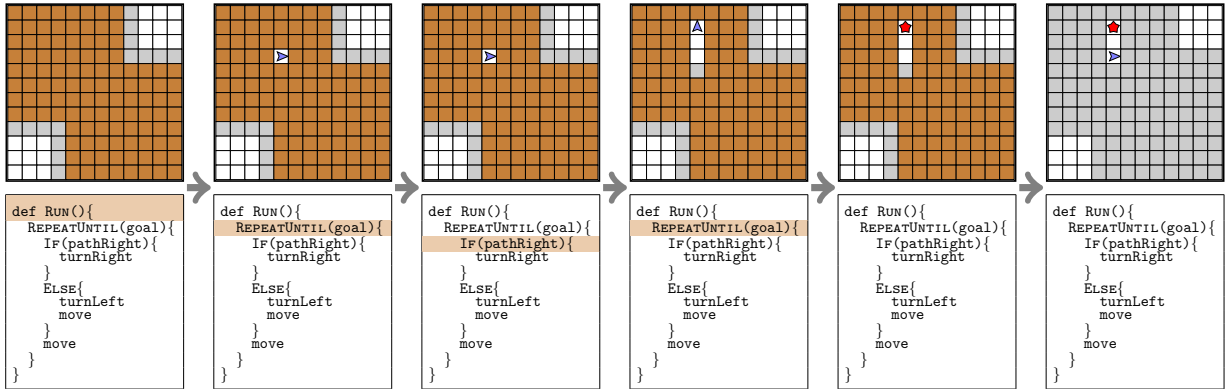 def RUN(){
REPEATUNTIL(goal){
IF(pathRight){
turnRight
}
ELSE{
turnLeft
move
}
move
}
}
def RUN(){
REPEATUNTIL(goal){
IF(pathRight){
turnRight
}
ELSE{
turnLeft
move
}
move
}
}
def RUN(){
REPEATUNTIL(goal){
IF(pathRight){
turnRight
}
ELSE{
turnLeft
move
}
move
}
}
def RUN(){
REPEATUNTIL(goal){
IF(pathRight){
turnRight
}
ELSE{
turnLeft
move
}
move
}
}
def RUN(){
REPEATUNTIL(goal){
IF(pathRight){
turnRight
}
ELSE{
turnLeft
move
}
move
}
}
def RUN(){
REPEATUNTIL(goal){
IF(pathRight){
turnRight
}
ELSE{
turnLeft
move
}
move
}
}